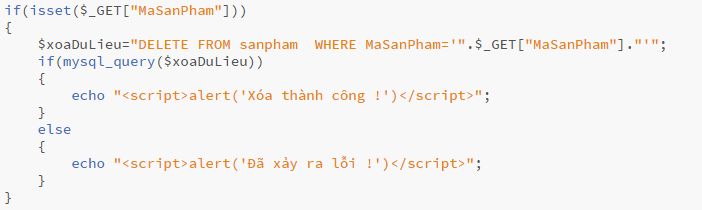 if(isset($_GET["MaSanPham"]))
{
    $xoaDuLieu="DELETE FROM sanpham  WHERE MaSanPham='".$_GET["MaSanPham"]."'";
    if(mysql_query($xoaDuLieu))
    {
        echo "<script>alert('Xóa thành công !')</script>";
    }
    else
    {
        echo "<script>alert('Đã xảy ra lỗi !')</script>";
    }
}